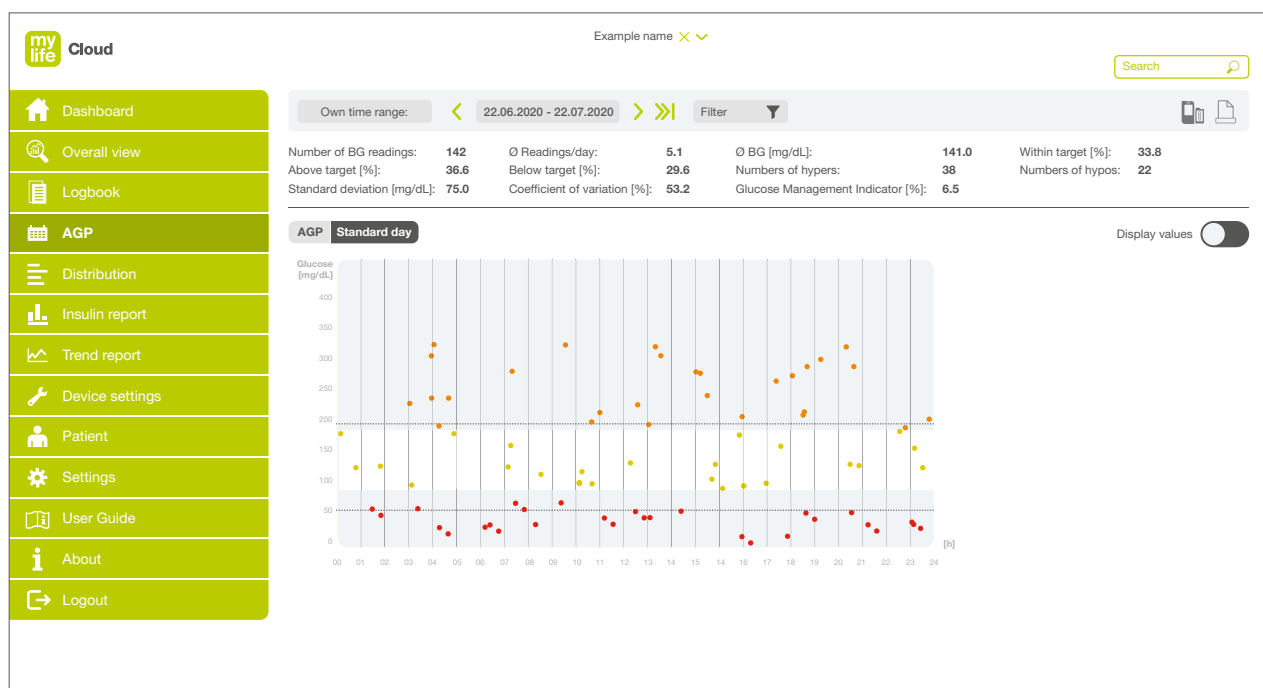 Example name
my
life
Cloud
Search
Dashboard
Overall view
Logbook
AGP
Distribution
Insulin report
Trend report
Device settings
Patient
Settings
User Guide
About
Logout
Own time range: 22.06.2020 - 22.07.2020 Filter
Number of BG readings: 142 Ø Readings/day: 5.1 Ø BG [mg/dL]: 141.0 Within target [%]: 33.8
Above target [%]: 36.6 Below target [%]: 29.6 Numbers of hypers: 38 Numbers of hypos: 22
Standard deviation [mg/dL]: 75.0 Coefficient of variation [%]: 53.2 Glucose Management Indicator [%]: 6.5
AGP Standard day Display values
Glucose
[mg/dL]
400
350
300
250
200
150
100
50
0
[h]
00 01 02 03 04 05 06 07 08 09 10 11 12 13 14 15 16 17 18 19 20 21 22 23 24